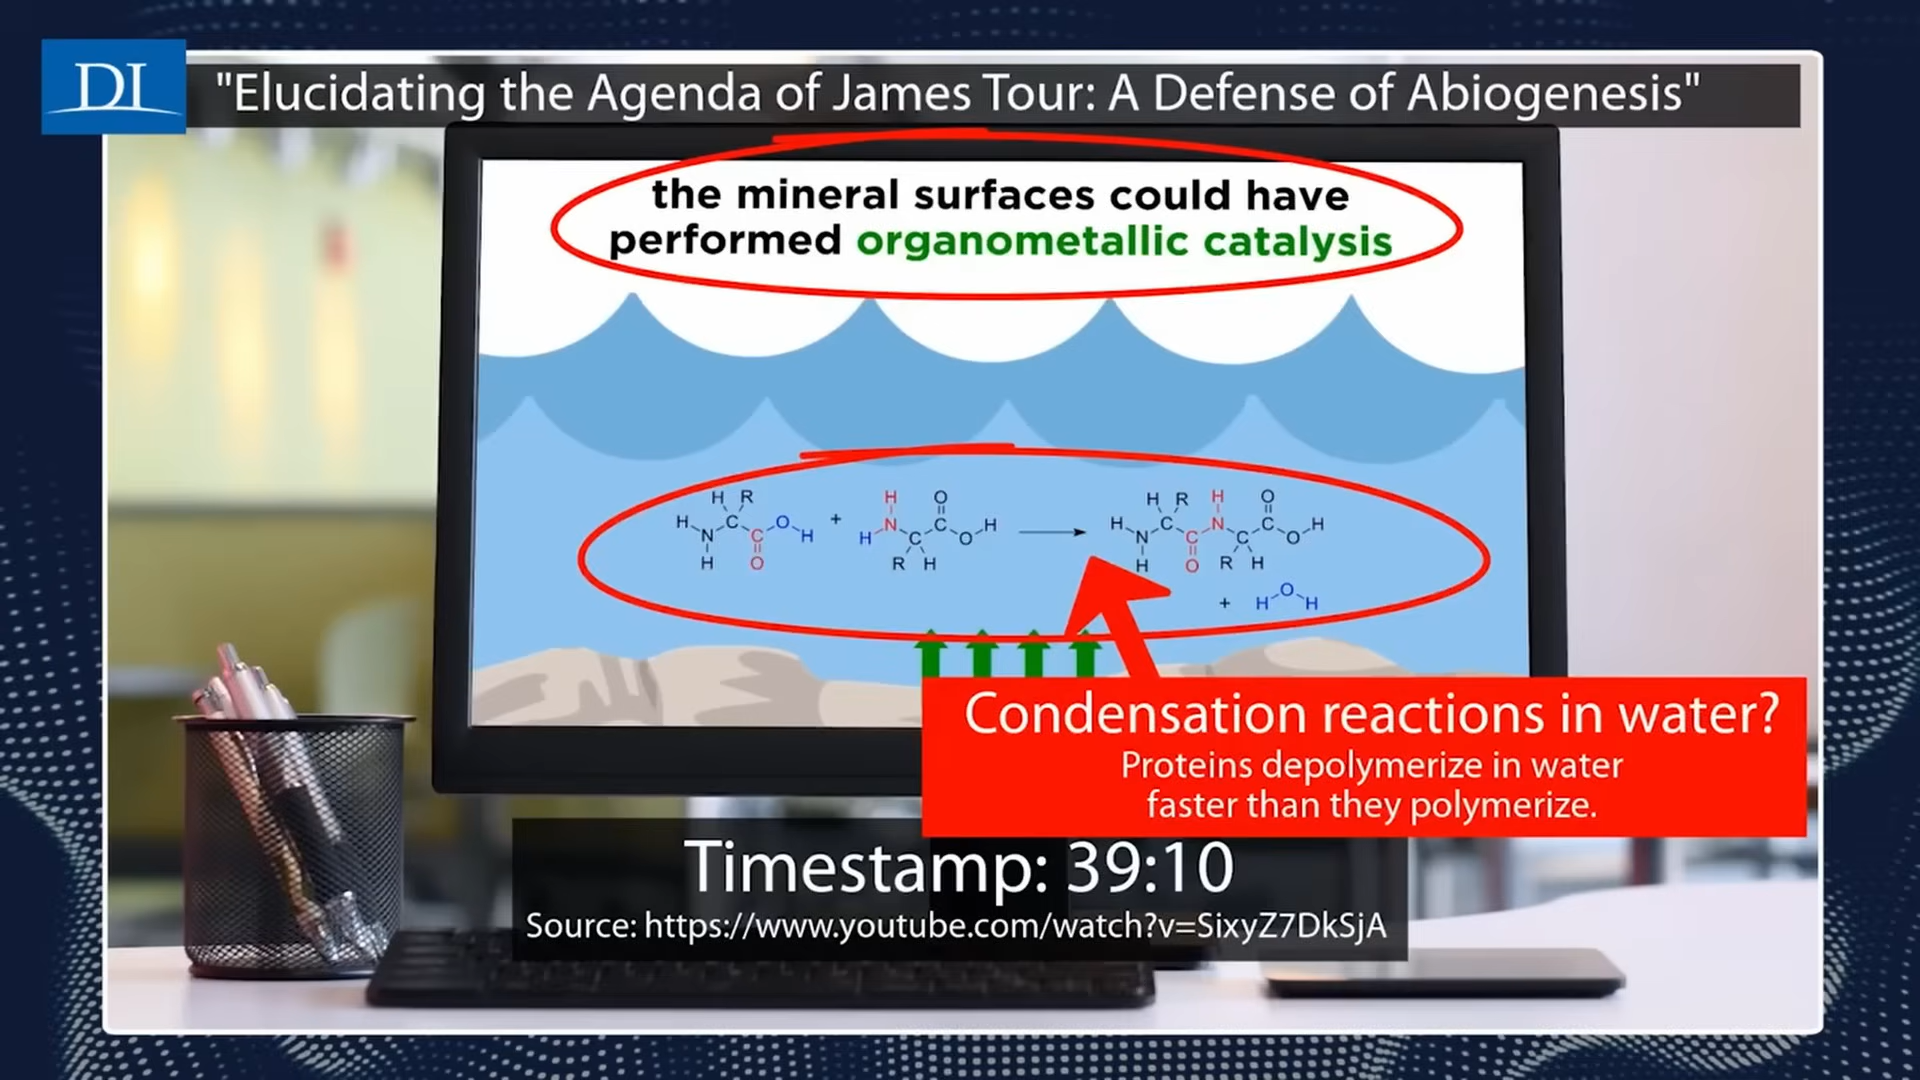 DI
"Elucidating the Agenda of James Tour: A Defense of Abiogenesis"
the mineral surfaces could have
performed organometallic catalysis
H R H O H R H O
H N C C O H + H N C C O H → H N C C N C C O H
H O R H H O R H
+ H O H
Condensation reactions in water?
Proteins depolymerize in water
faster than they polymerize.
Timestamp: 39:10
Source: https://www.youtube.com/watch?v=SixyZ7DkSjA